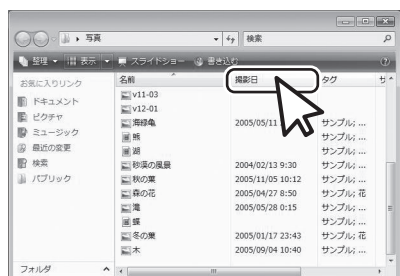 写真
検索
整理 表示 スライドショー 書き込む
お気に入りリンク
ドキュメント
ピクチャ
ミュージック
最近の変更
検索
パブリック
フォルダ
名前 撮影日 タグ サ
v11-03
v12-01
海緑亀 2005/05/11 サンプル; ...
熊 サンプル; ...
湖 サンプル; ...
砂漠の風景 2004/02/13 9:30 サンプル; ...
秋の葉 2005/11/05 10:12 サンプル; ...
森の花 2005/04/27 8:50 サンプル; 花
滝 2005/05/28 0:15 サンプル; ...
蝶 サンプル; ...
冬の葉 2005/01/17 23:43 サンプル; 花
木 2005/09/04 10:40 サンプル; ...